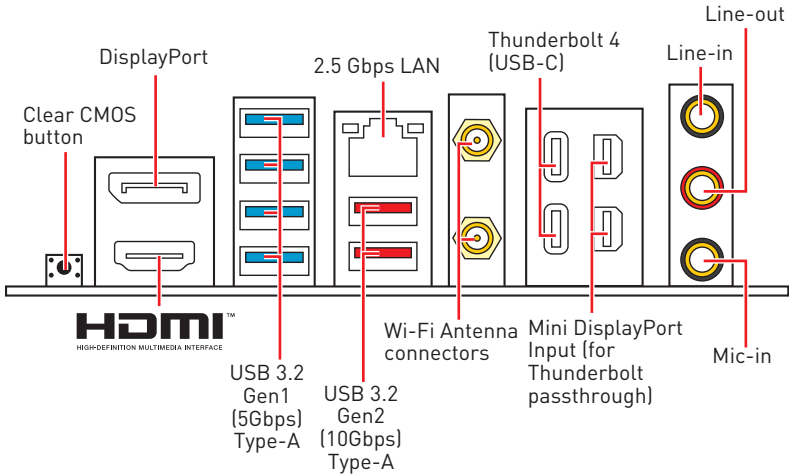 Line-out
DisplayPort
2.5 Gbps LAN
Thunderbolt 4
(USB-C)
Line-in
Clear CMOS
button
HDMI™
HIGH-DEFINITION MULTIMEDIA INTERFACE
Wi-Fi Antenna
connectors
Mini DisplayPort
Input (for
Thunderbolt
passthrough)
Mic-in
USB 3.2
Gen1
(5Gbps)
Type-A
USB 3.2
Gen2
(10Gbps)
Type-A